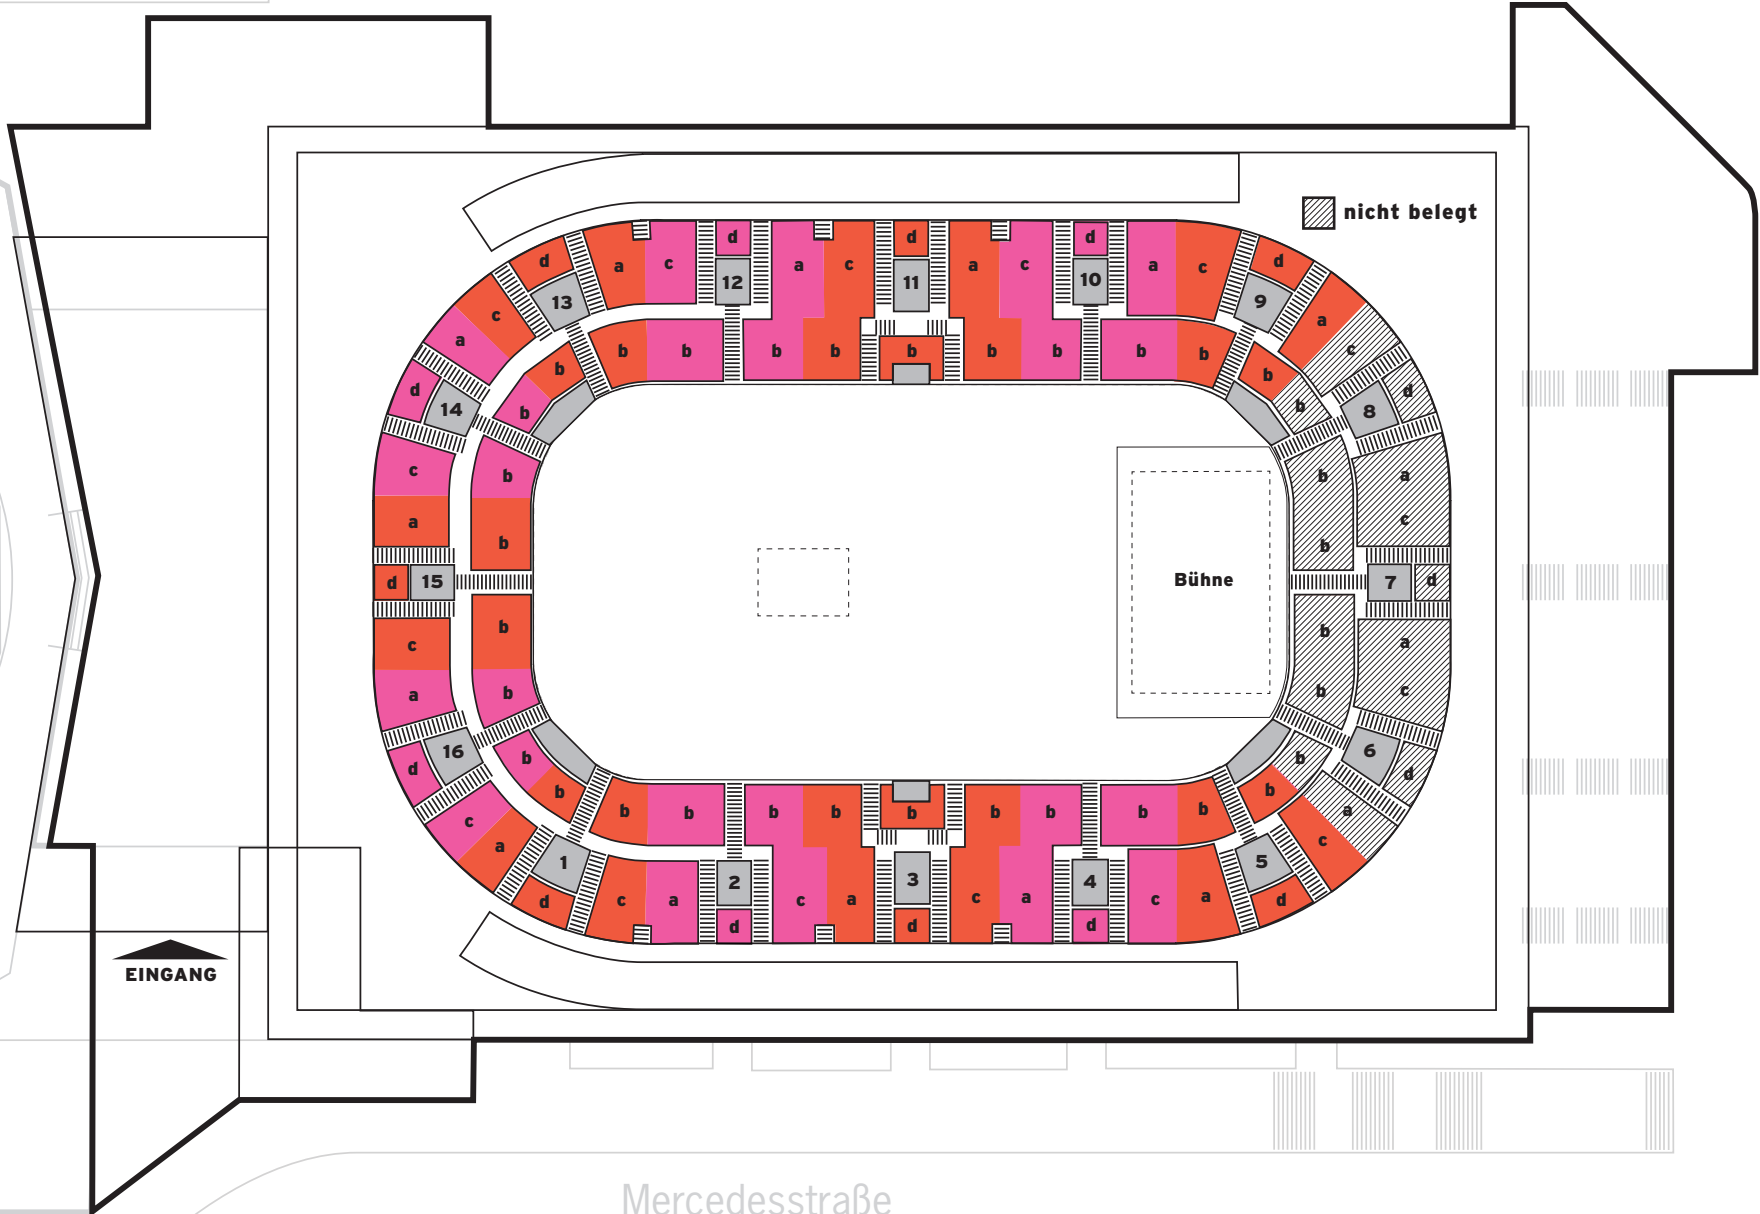 nicht belegt
d d d
d a c a c a c a c d
12 11 10
13 9
c a
a b b b b b b b b b c
b b
d 14 b b 8 d
c b b a
a b b c
d 15 Bühne 7 d
c b b a
a b b c
d 16 b b 6 d
c b b b b b b b b b b b a
a 1 2 3 4 5 c
d c a c a c a c a d
d d d
EINGANG
Mercedesstraße